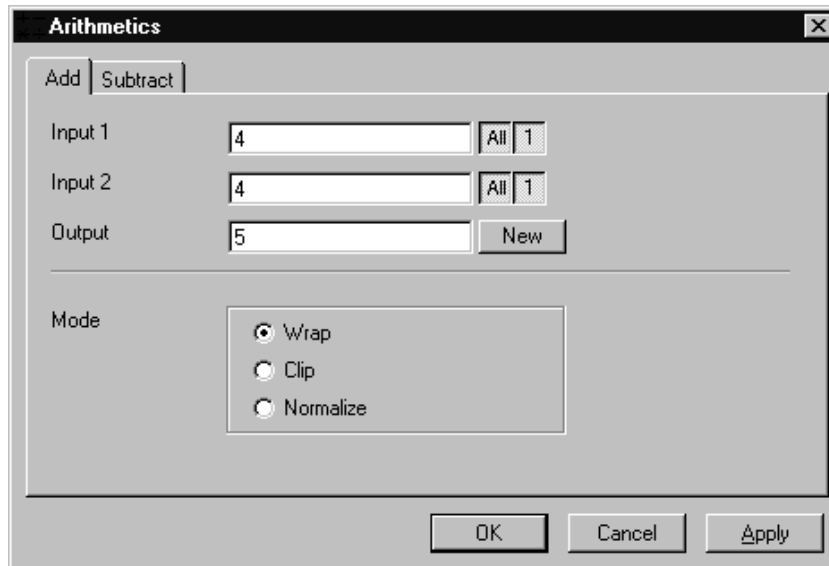 Arithmetics
Add Subtract
Input 1 4 All 1
Input 2 4 All 1
Output 5 New
Mode
Wrap
Clip
Normalize
OK Cancel Apply